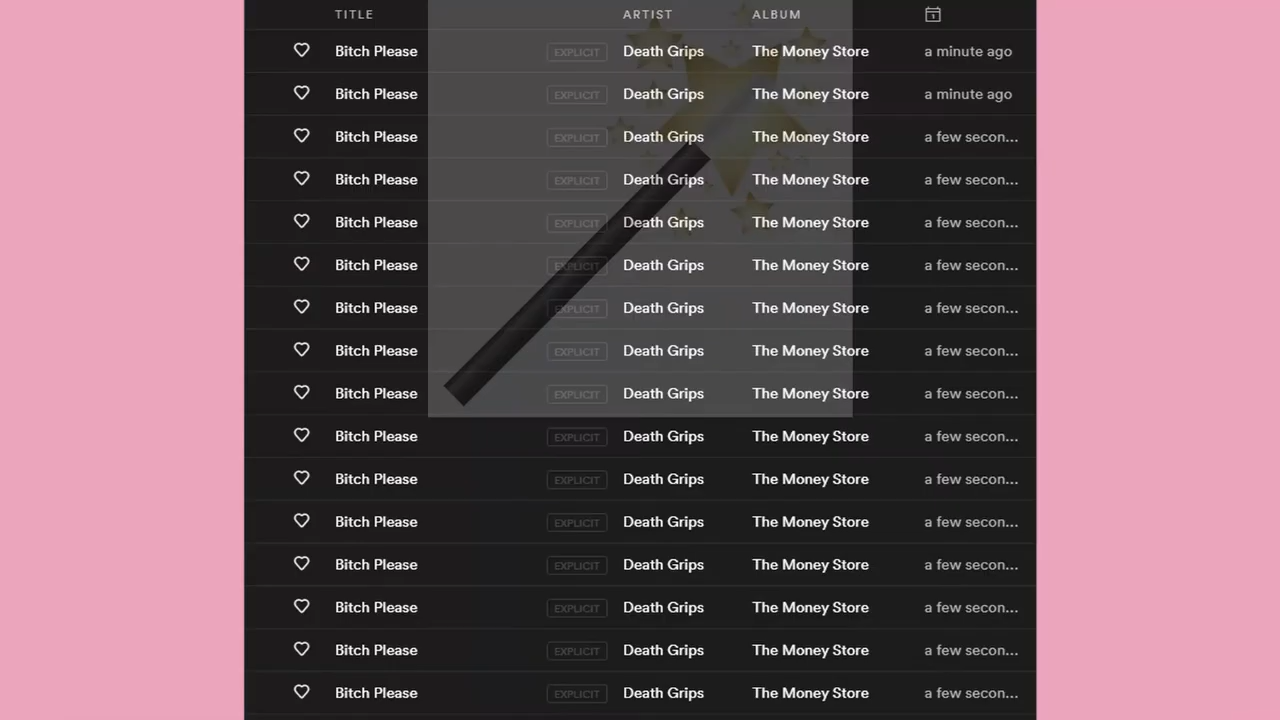 TITLE ARTIST ALBUM
Bitch Please EXPLICIT Death Grips The Money Store a minute ago
Bitch Please EXPLICIT Death Grips The Money Store a minute ago
Bitch Please EXPLICIT Death Grips The Money Store a few secon...
Bitch Please EXPLICIT Death Grips The Money Store a few secon...
Bitch Please EXPLICIT Death Grips The Money Store a few secon...
Bitch Please EXPLICIT Death Grips The Money Store a few secon...
Bitch Please EXPLICIT Death Grips The Money Store a few secon...
Bitch Please EXPLICIT Death Grips The Money Store a few secon...
Bitch Please EXPLICIT Death Grips The Money Store a few secon...
Bitch Please EXPLICIT Death Grips The Money Store a few secon...
Bitch Please EXPLICIT Death Grips The Money Store a few secon...
Bitch Please EXPLICIT Death Grips The Money Store a few secon...
Bitch Please EXPLICIT Death Grips The Money Store a few secon...
Bitch Please EXPLICIT Death Grips The Money Store a few secon...
Bitch Please EXPLICIT Death Grips The Money Store a few secon...
Bitch Please EXPLICIT Death Grips The Money Store a few secon...